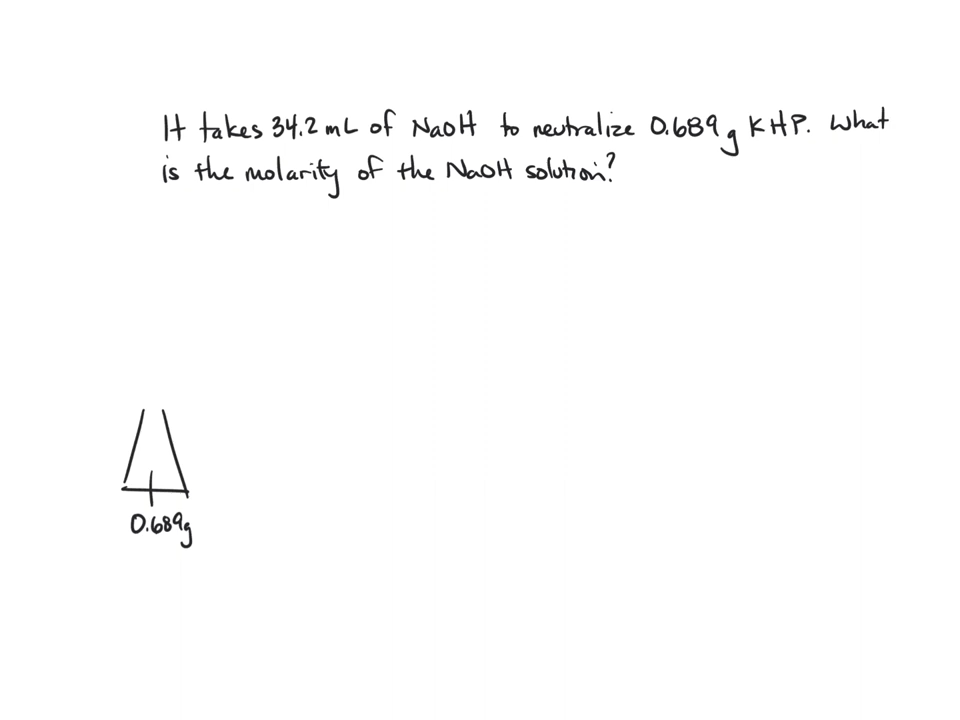 It takes 34.2 mL of NaOH to neutralize 0.689 g KHP. What
is the molarity of the NaOH solution?
0.689g